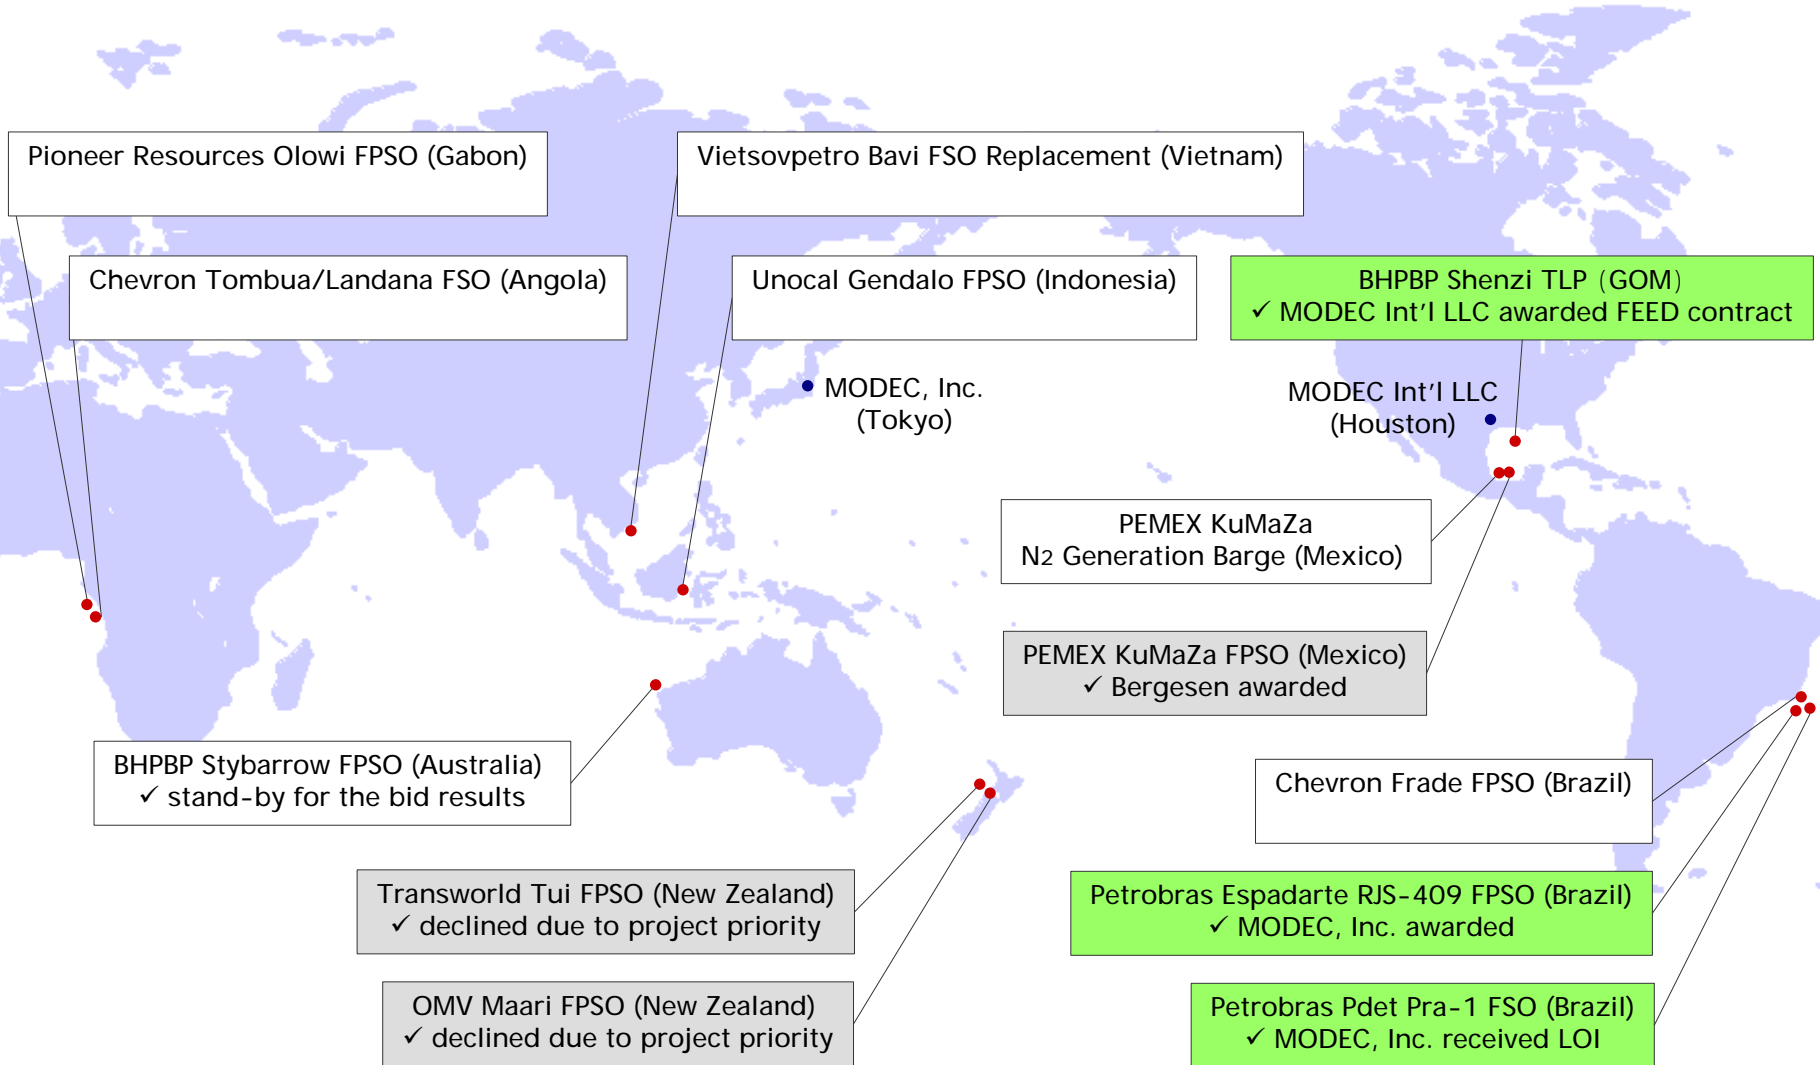 Pioneer Resources Olowi FPSO (Gabon)
Vietsovpetro Bavi FSO Replacement (Vietnam)
Chevron Tombua/Landana FSO (Angola)
Unocal Gendalo FPSO (Indonesia)
BHPBP Shenzi TLP (GOM)
✓ MODEC Int'l LLC awarded FEED contract
MODEC, Inc.
(Tokyo)
MODEC Int'l LLC
(Houston)
PEMEX KuMaZa
N2 Generation Barge (Mexico)
PEMEX KuMaZa FPSO (Mexico)
✓ Bergesen awarded
BHPBP Stybarrow FPSO (Australia)
✓ stand-by for the bid results
Chevron Frade FPSO (Brazil)
Transworld Tui FPSO (New Zealand)
✓ declined due to project priority
Petrobras Espadarte RJS-409 FPSO (Brazil)
✓ MODEC, Inc. awarded
OMV Maari FPSO (New Zealand)
✓ declined due to project priority
Petrobras Pdet Pra-1 FSO (Brazil)
✓ MODEC, Inc. received LOI